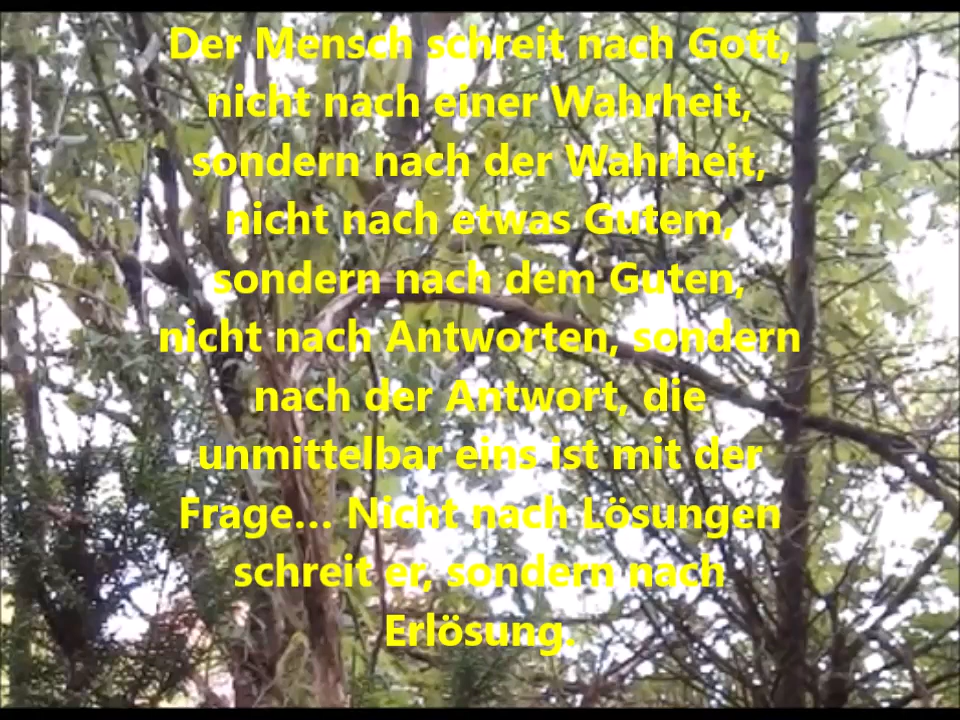 Der Mensch schreit nach Gott,
nicht nach einer Wahrheit,
sondern nach der Wahrheit,
nicht nach etwas Gutem,
sondern nach dem Guten,
nicht nach Antworten, sondern
nach der Antwort, die
unmittelbar eins ist mit der
Frage... Nicht nach Lösungen
schreit er, sondern nach
Erlösung.